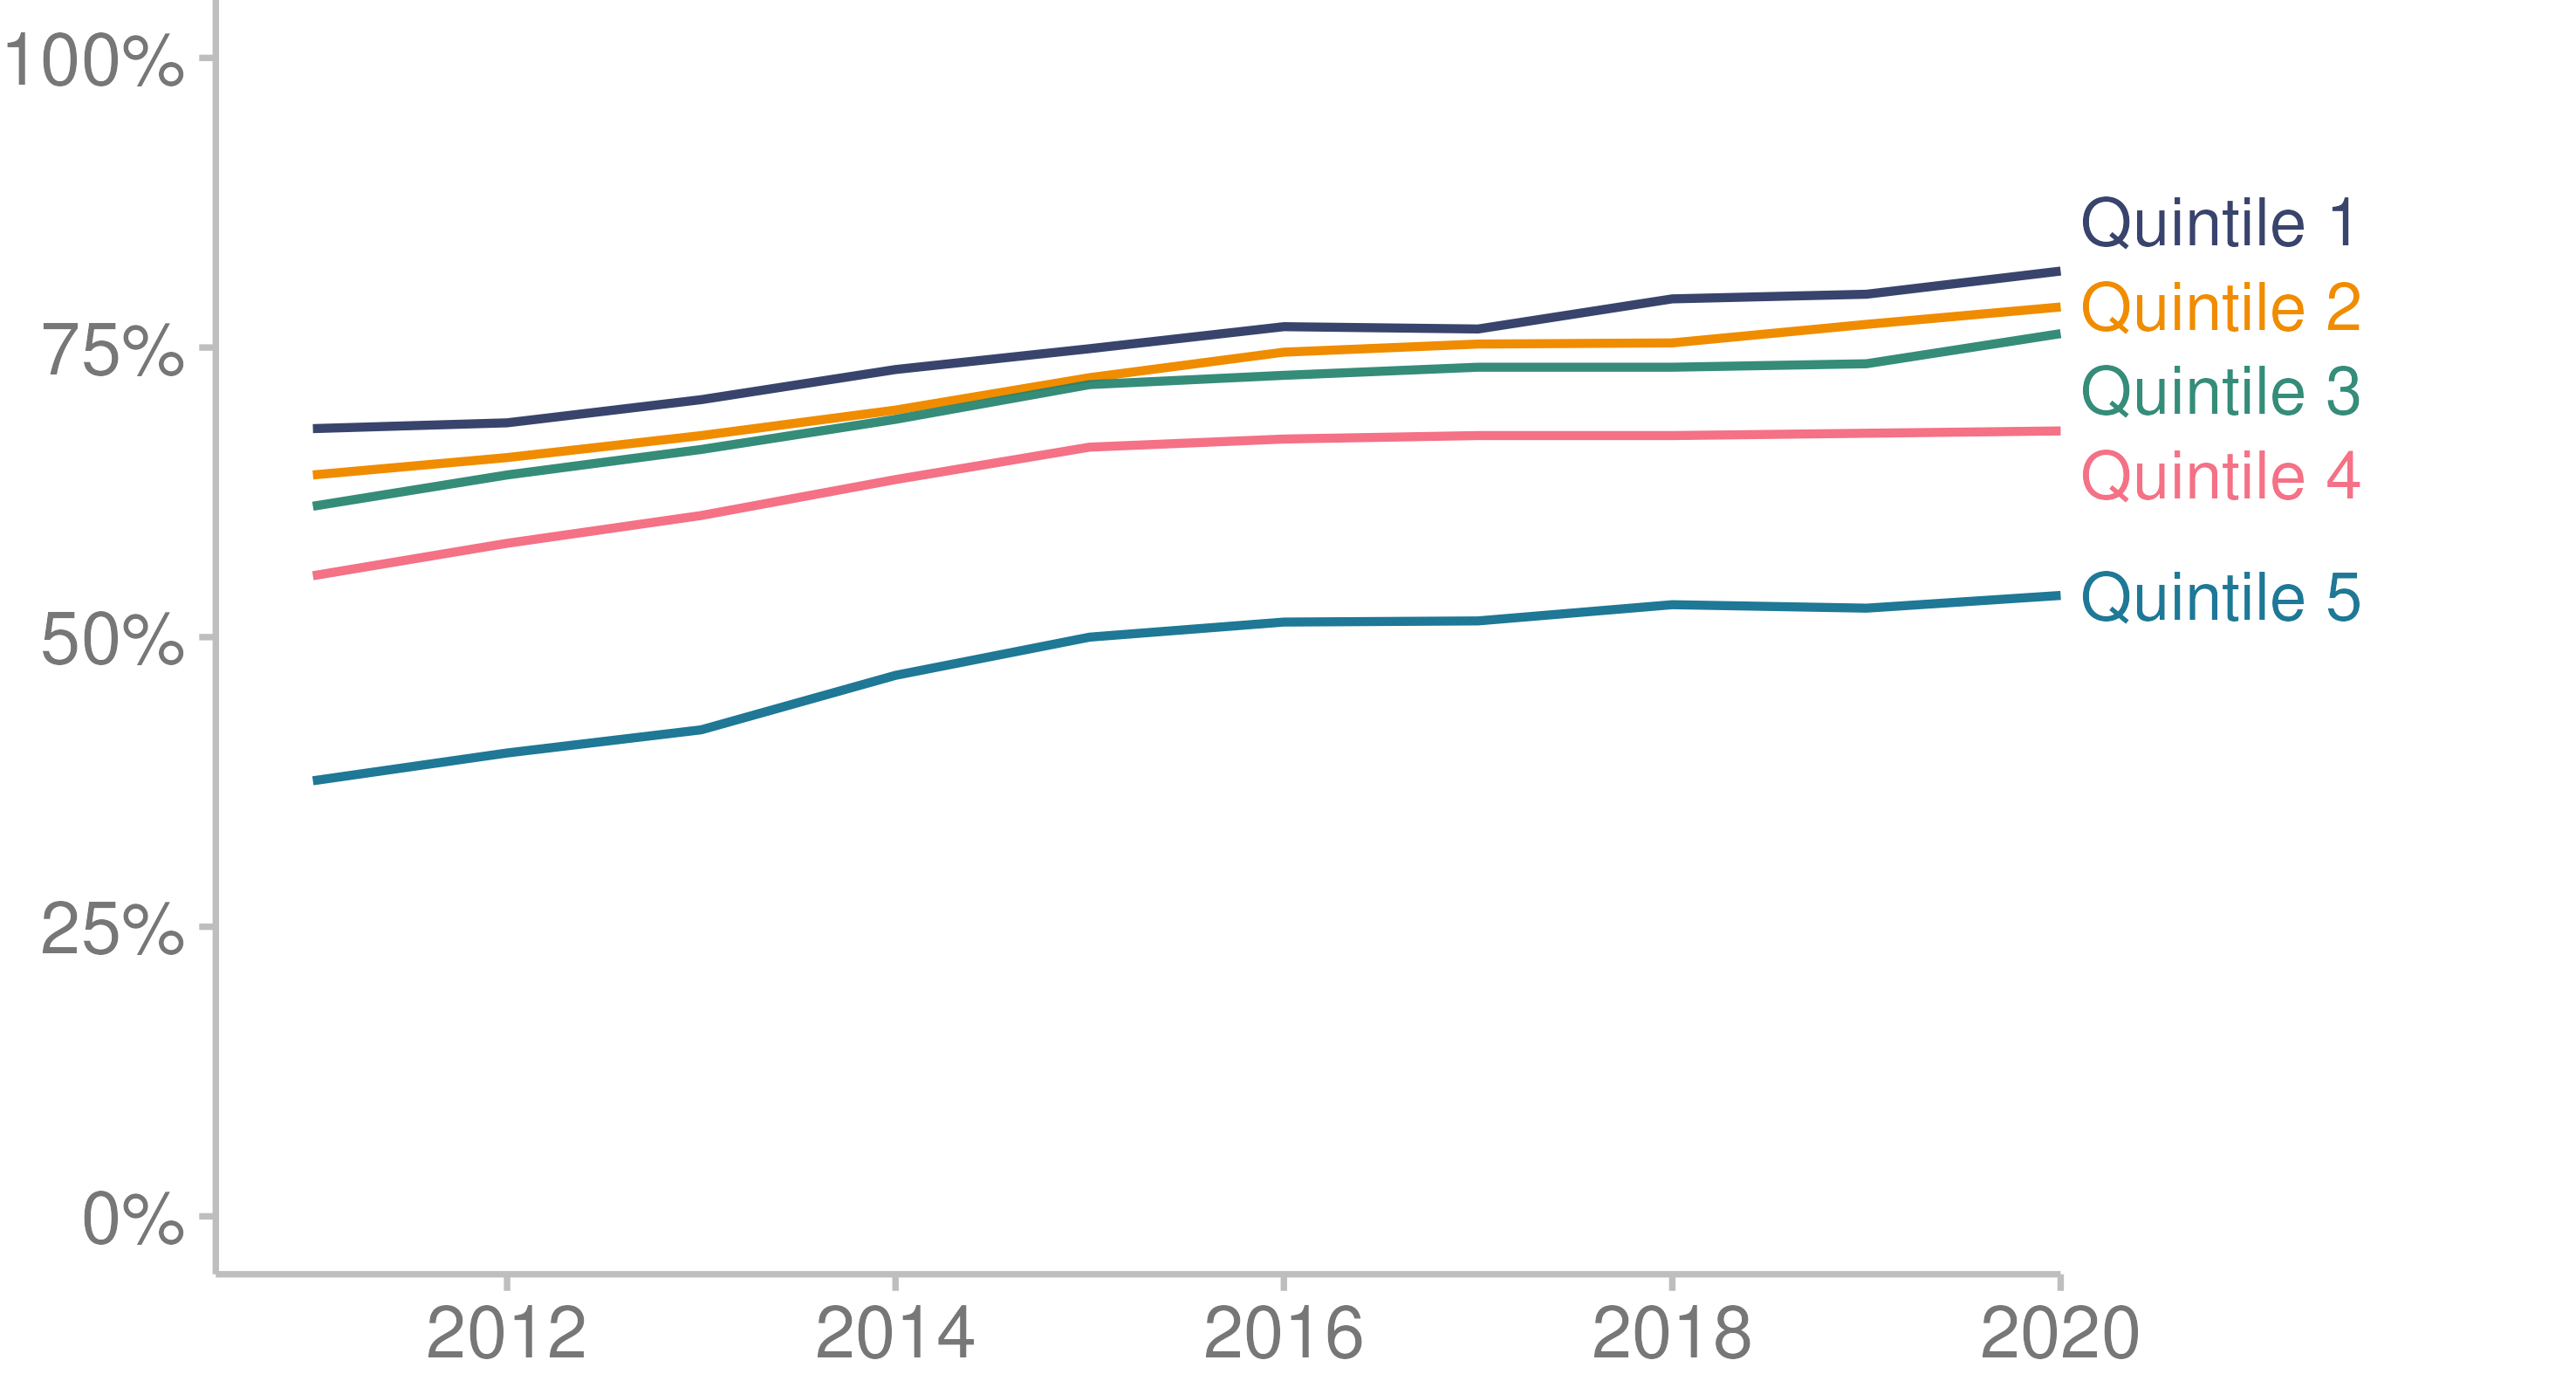 100%
75%
50%
25%
0%
Quintile 1
Quintile 2
Quintile 3
Quintile 4
Quintile 5
2012 2014 2016 2018 2020